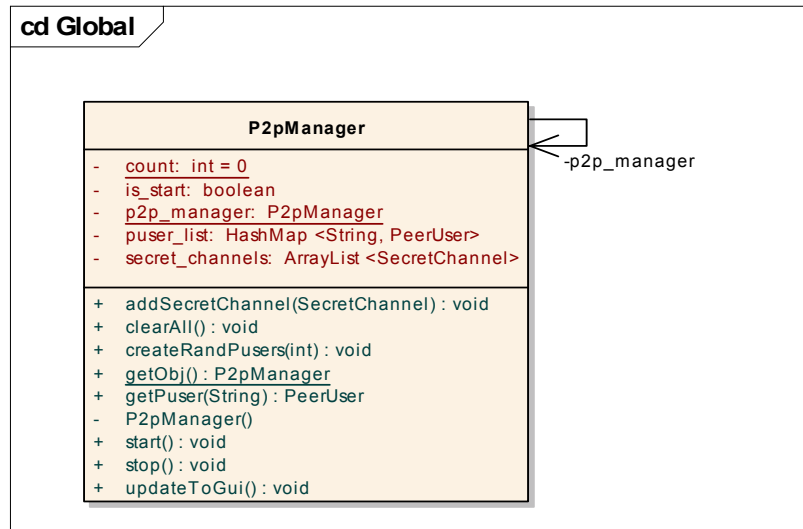 cd Global
P2pManager
-p2p_manager
- count: int = 0
- is_start: boolean
- p2p_manager: P2pManager
- puser_list: HashMap <String, PeerUser>
- secret_channels: ArrayList <SecretChannel>
+ addSecretChannel(SecretChannel) : void
+ clearAll() : void
+ createRandPusers(int) : void
+ getObj() : P2pManager
+ getPuser(String) : PeerUser
- P2pManager()
+ start() : void
+ stop() : void
+ updateToGui() : void